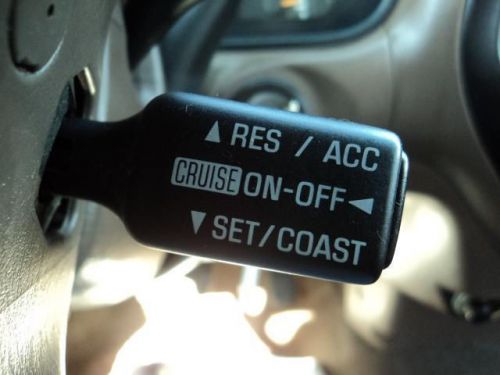 ▲ RES / ACC
CRUISE ON-OFF ◀
▼ SET/COAST